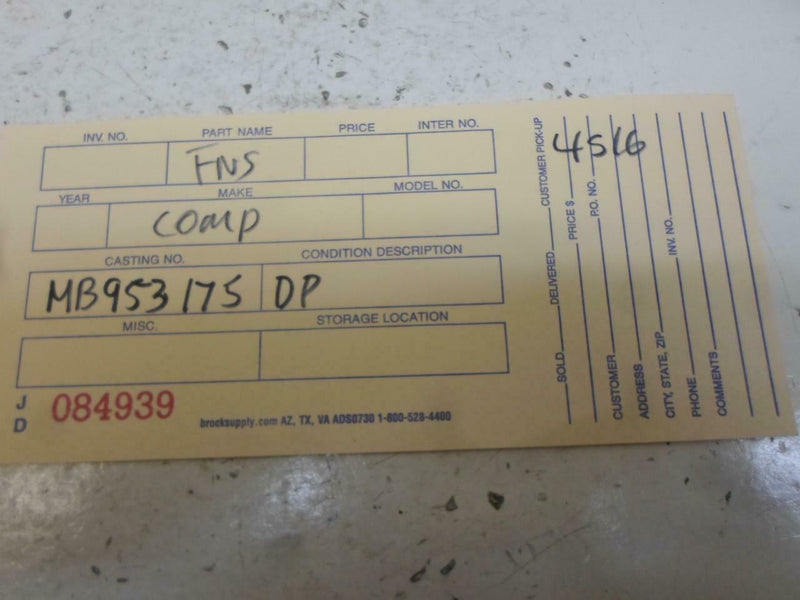 INV. NO. PART NAME PRICE INTER NO.
FNS
YEAR MAKE MODEL NO.
COMP
CASTING NO. CONDITION DESCRIPTION
MB953175 DP
MISC. STORAGE LOCATION
J D 084939
brocksupply.com AZ, TX, VA ADS0730 1-800-528-4400
4516
SOLD DELIVERED CUSTOMER PICK-UP
PRICE $
P.O. NO.
CUSTOMER
ADDRESS
CITY, STATE, ZIP INV. NO.
PHONE
COMMENTS